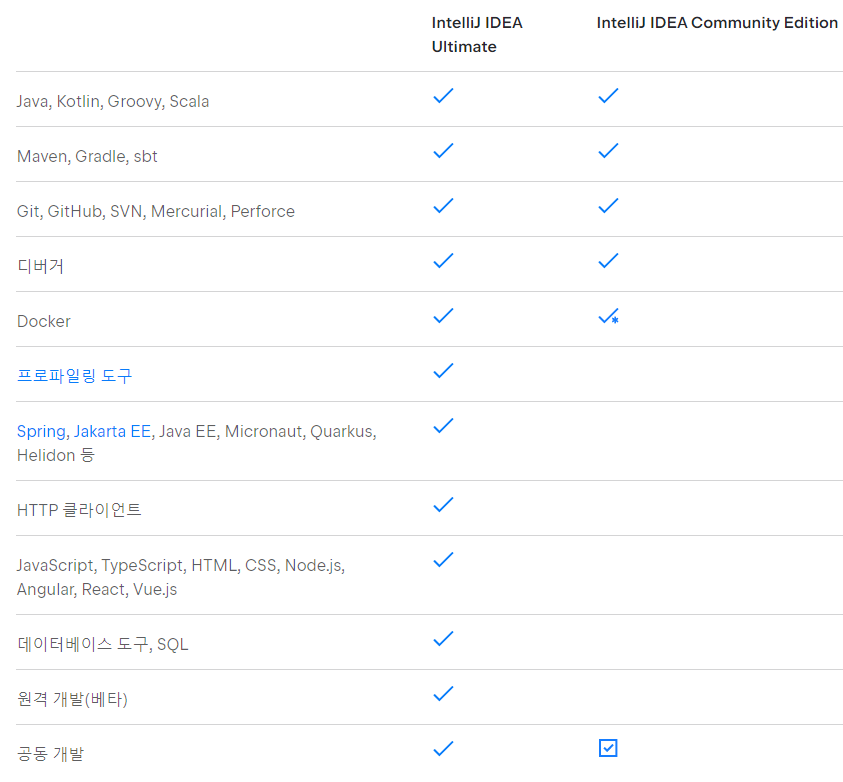 IntelliJ IDEA
Ultimate
IntelliJ IDEA Community Edition
Java, Kotlin, Groovy, Scala
Maven, Gradle, sbt
Git, GitHub, SVN, Mercurial, Perforce
디버거
Docker
*
프로파일링 도구
Spring, Jakarta EE, Java EE, Micronaut, Quarkus,
Helidon 등
HTTP 클라이언트
JavaScript, TypeScript, HTML, CSS, Node.js,
Angular, React, Vue.js
데이터베이스 도구, SQL
원격 개발(베타)
공동 개발